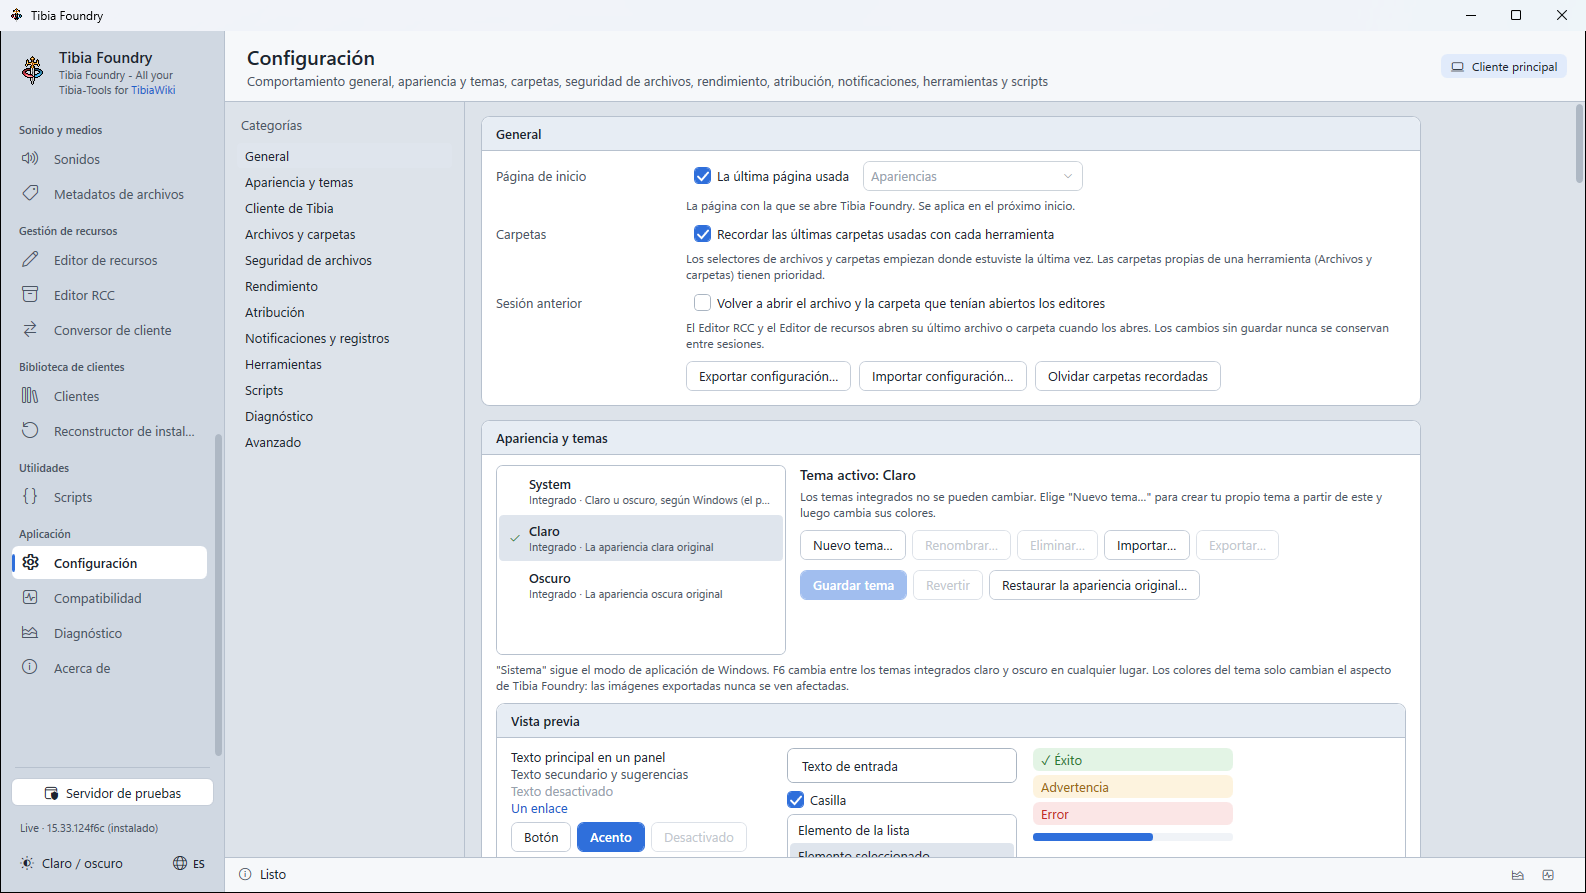 Tibia Foundry
Tibia Foundry
Tibia Foundry - All your
Tibia-Tools for TibiaWiki
Sonido y medios
Sonidos
Metadatos de archivos
Gestión de recursos
Editor de recursos
Editor RCC
Conversor de cliente
Biblioteca de clientes
Clientes
Reconstructor de instal...
Utilidades
Scripts
Aplicación
Configuración
Compatibilidad
Diagnóstico
Acerca de
Servidor de pruebas
Live · 15.33.124f6c (instalado)
Claro / oscuro
ES
Configuración
Comportamiento general, apariencia y temas, carpetas, seguridad de archivos, rendimiento, atribución, notificaciones, herramientas y scripts
Cliente principal
Categorías
General
Apariencia y temas
Cliente de Tibia
Archivos y carpetas
Seguridad de archivos
Rendimiento
Atribución
Notificaciones y registros
Herramientas
Scripts
Diagnóstico
Avanzado
General
Página de inicio
La última página usada
Apariencias
La página con la que se abre Tibia Foundry. Se aplica en el próximo inicio.
Carpetas
Recordar las últimas carpetas usadas con cada herramienta
Los selectores de archivos y carpetas empiezan donde estuviste la última vez. Las carpetas propias de una herramienta (Archivos y
carpetas) tienen prioridad.
Sesión anterior
Volver a abrir el archivo y la carpeta que tenían abiertos los editores
El Editor RCC y el Editor de recursos abren su último archivo o carpeta cuando los abres. Los cambios sin guardar nunca se conservan
entre sesiones.
Exportar configuración...
Importar configuración...
Olvidar carpetas recordadas
Apariencia y temas
System
Integrado · Claro u oscuro, según Windows (el p...
Claro
Integrado · La apariencia clara original
Oscuro
Integrado · La apariencia oscura original
Tema activo: Claro
Los temas integrados no se pueden cambiar. Elige "Nuevo tema..." para crear tu propio tema a partir de este y
luego cambia sus colores.
Nuevo tema...
Renombrar...
Eliminar...
Importar...
Exportar...
Guardar tema
Revertir
Restaurar la apariencia original...
"Sistema" sigue el modo de aplicación de Windows. F6 cambia entre los temas integrados claro y oscuro en cualquier lugar. Los colores del tema solo cambian el aspecto
de Tibia Foundry: las imágenes exportadas nunca se ven afectadas.
Vista previa
Texto principal en un panel
Texto secundario y sugerencias
Texto desactivado
Un enlace
Botón
Acento
Desactivado
Texto de entrada
Casilla
Elemento de la lista
Elemento seleccionado
✓ Éxito
Advertencia
Error
Listo